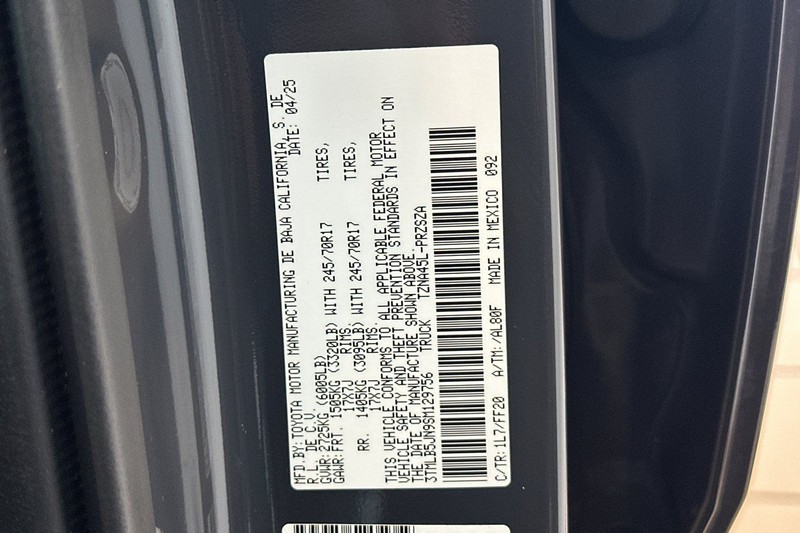 MFD.BY:TOYOTA MOTOR MANUFACTURING DE BAJA CALIFORNIA, S. DE
R.L. DE C.V. DATE: 04/25
GVWR:2725KG (6005LB)
GAWR:FRT. 1505KG (3320LB) WITH 245/70R17 TIRES,
17X7J RIMS.
RR. 1405KG (3095LB) WITH 245/70R17 TIRES,
17X7J RIMS.
THIS VEHICLE CONFORMS TO ALL APPLICABLE FEDERAL MOTOR
VEHICLE SAFETY AND THEFT PREVENTION STANDARDS IN EFFECT ON
THE DATE OF MANUFACTURE SHOWN ABOVE.
3TMLB5JN9SM129756 TRUCK TZNA45L-PRZSZA
C/TR:1L7/FF20 A/TM:/AL80F MADE IN MEXICO 092